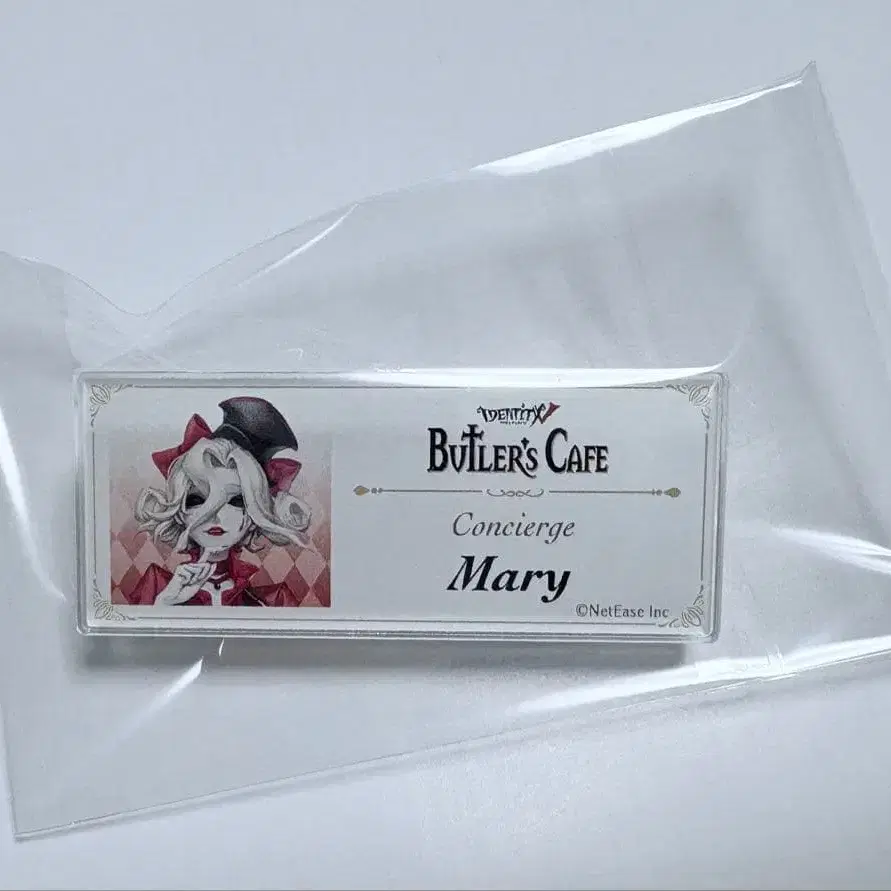 IDENTITY V
BUTLER'S CAFE
Concierge
Mary
©NetEase Inc